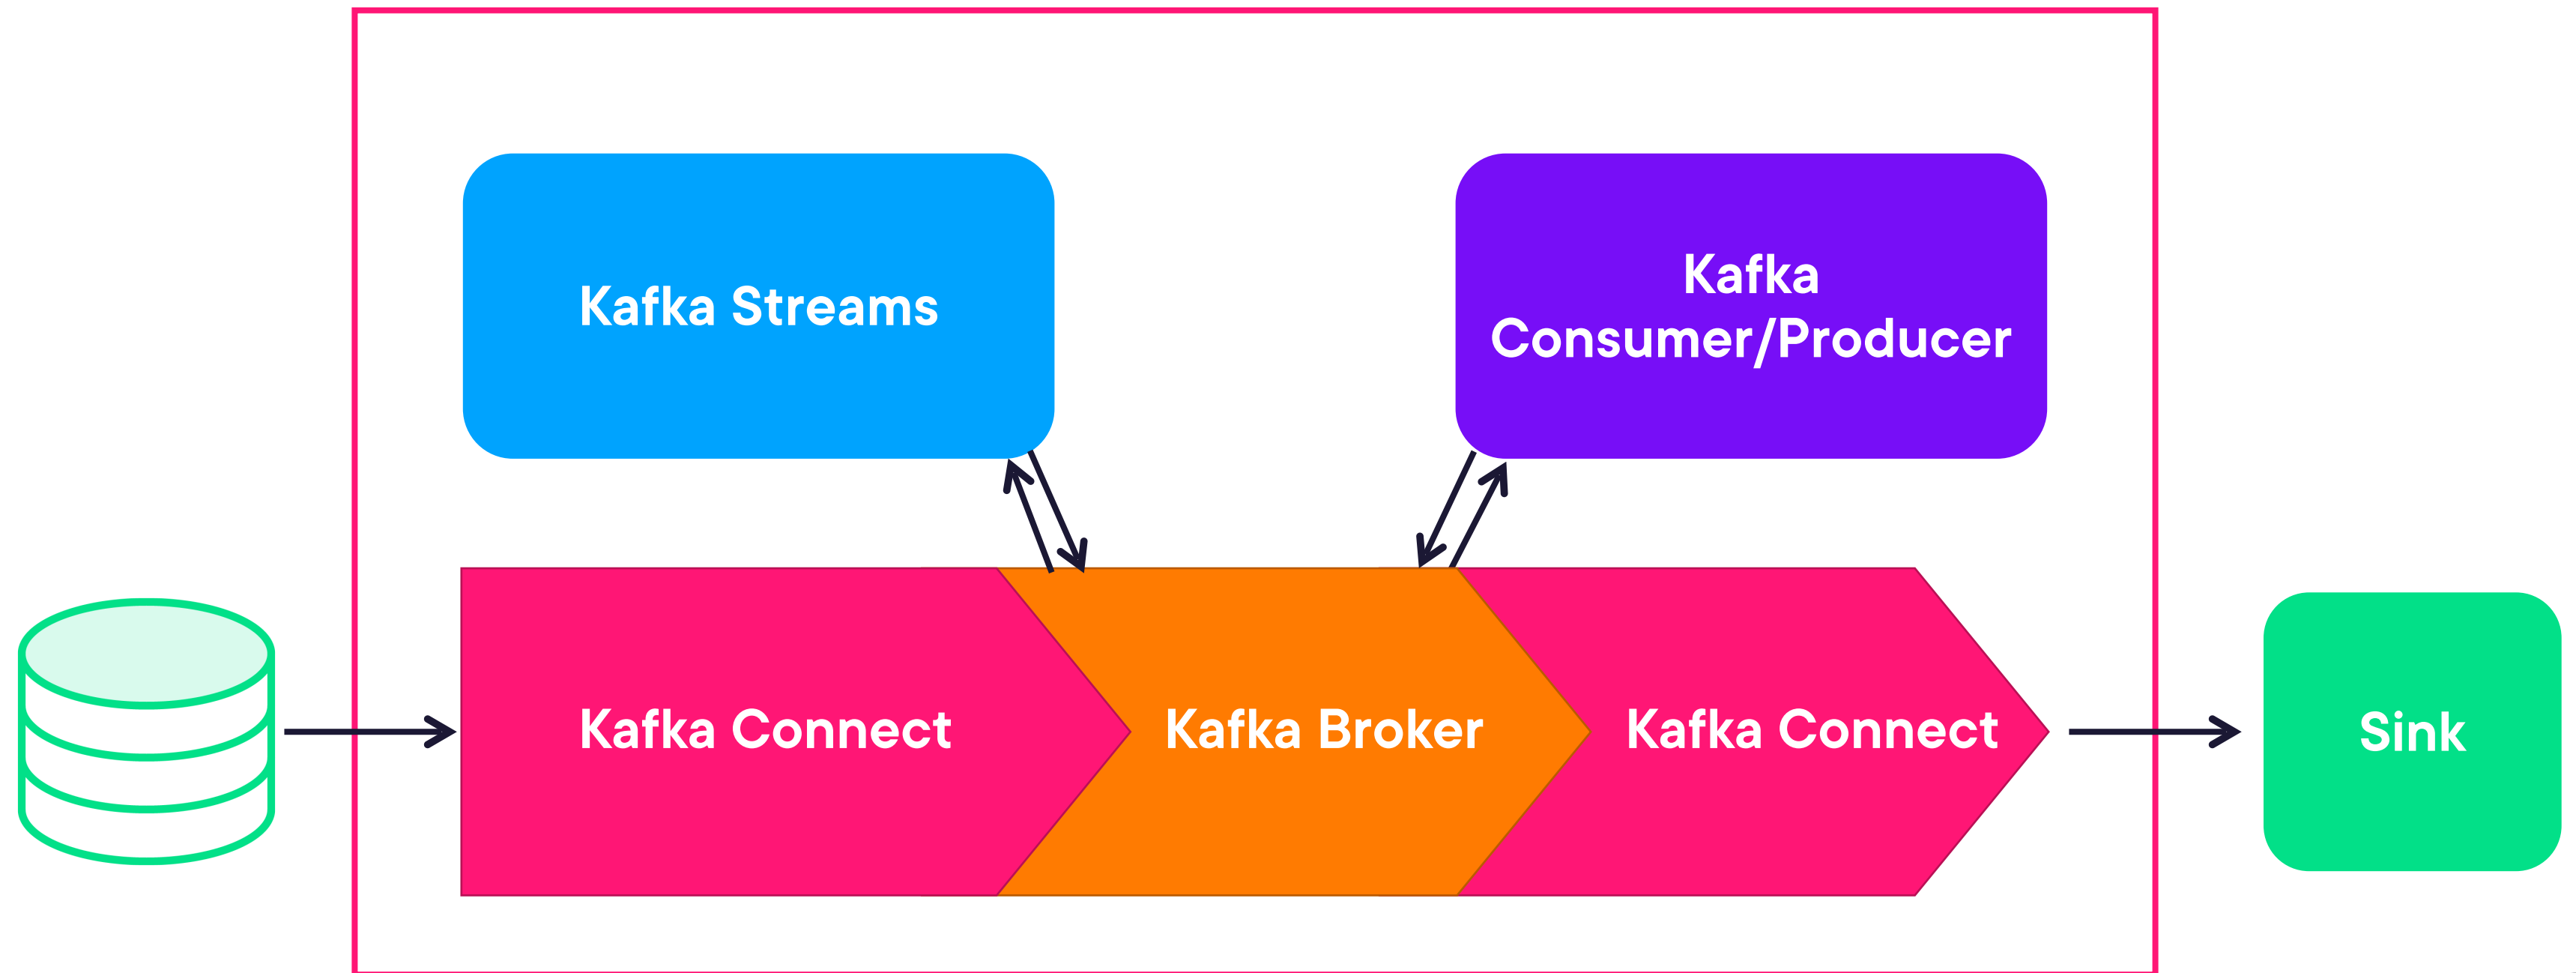 Kafka Streams
Kafka
Consumer/Producer
Kafka Connect
Kafka Broker
Kafka Connect
Sink